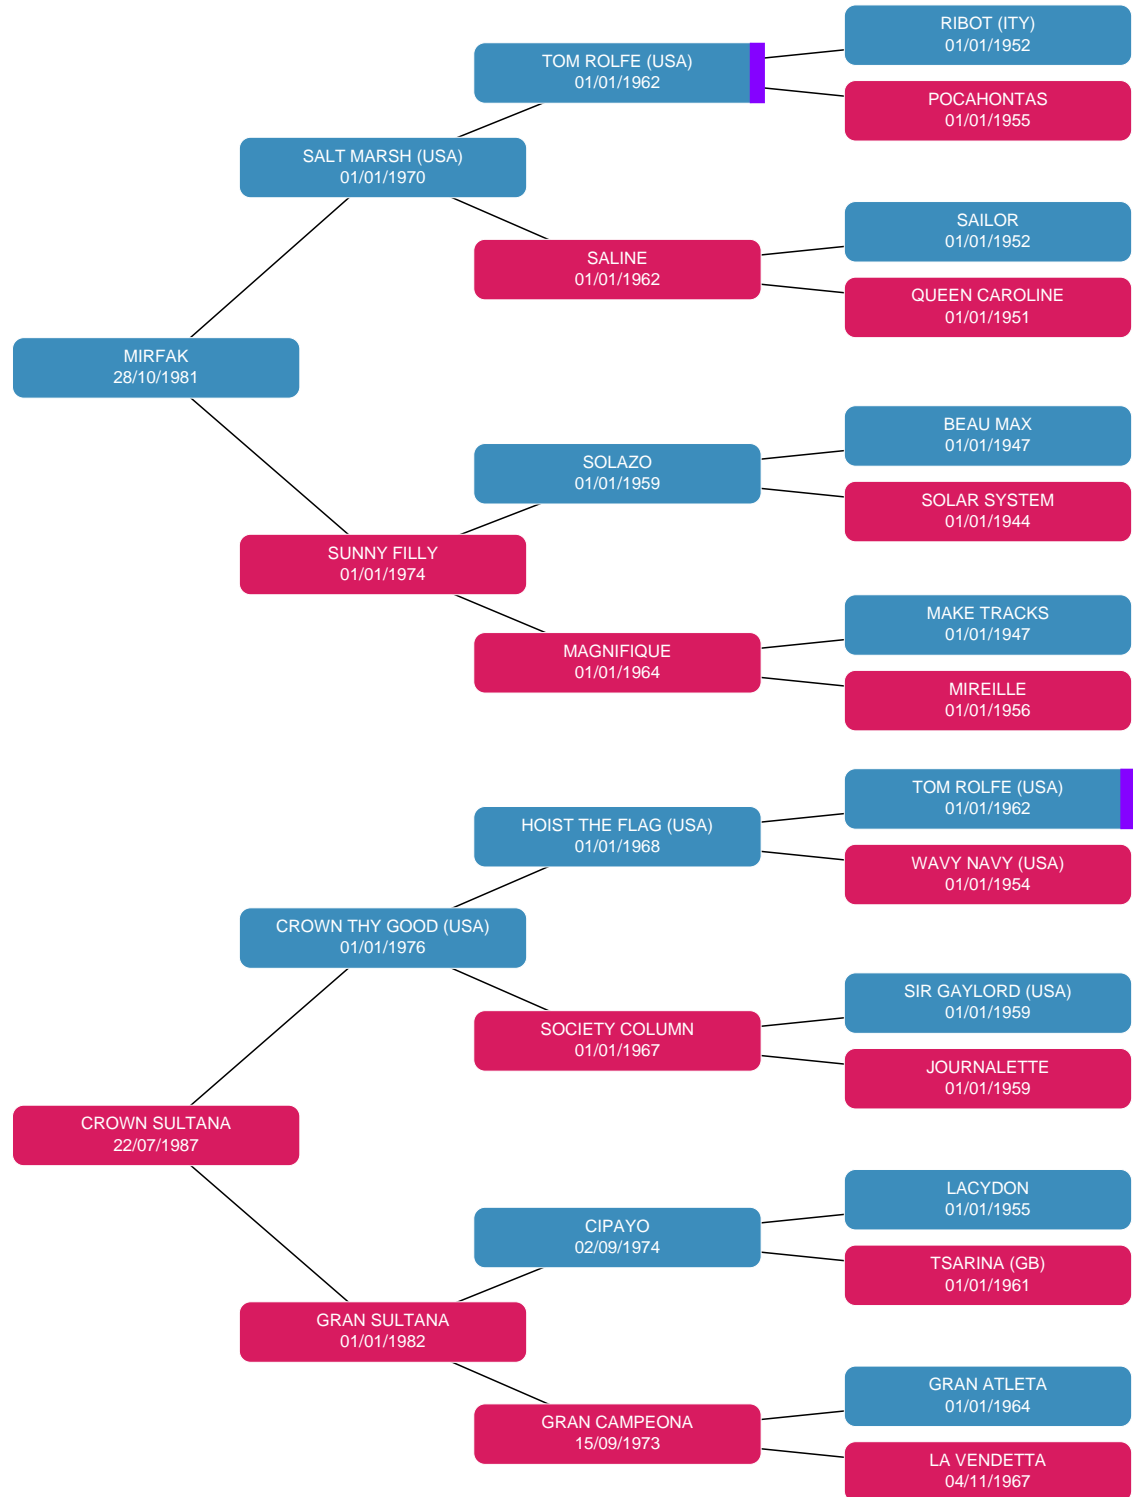 RIBOT (ITY)
01/01/1952
TOM ROLFE (USA)
01/01/1962
POCAHONTAS
01/01/1955
SALT MARSH (USA)
01/01/1970
SAILOR
01/01/1952
SALINE
01/01/1962
QUEEN CAROLINE
01/01/1951
MIRFAK
28/10/1981
BEAU MAX
01/01/1947
SOLAZO
01/01/1959
SOLAR SYSTEM
01/01/1944
SUNNY FILLY
01/01/1974
MAKE TRACKS
01/01/1947
MAGNIFIQUE
01/01/1964
MIREILLE
01/01/1956
TOM ROLFE (USA)
01/01/1962
HOIST THE FLAG (USA)
01/01/1968
WAVY NAVY (USA)
01/01/1954
CROWN THY GOOD (USA)
01/01/1976
SIR GAYLORD (USA)
01/01/1959
SOCIETY COLUMN
01/01/1967
JOURNALETTE
01/01/1959
CROWN SULTANA
22/07/1987
LACYDON
01/01/1955
CIPAYO
02/09/1974
TSARINA (GB)
01/01/1961
GRAN SULTANA
01/01/1982
GRAN ATLETA
01/01/1964
GRAN CAMPEONA
15/09/1973
LA VENDETTA
04/11/1967